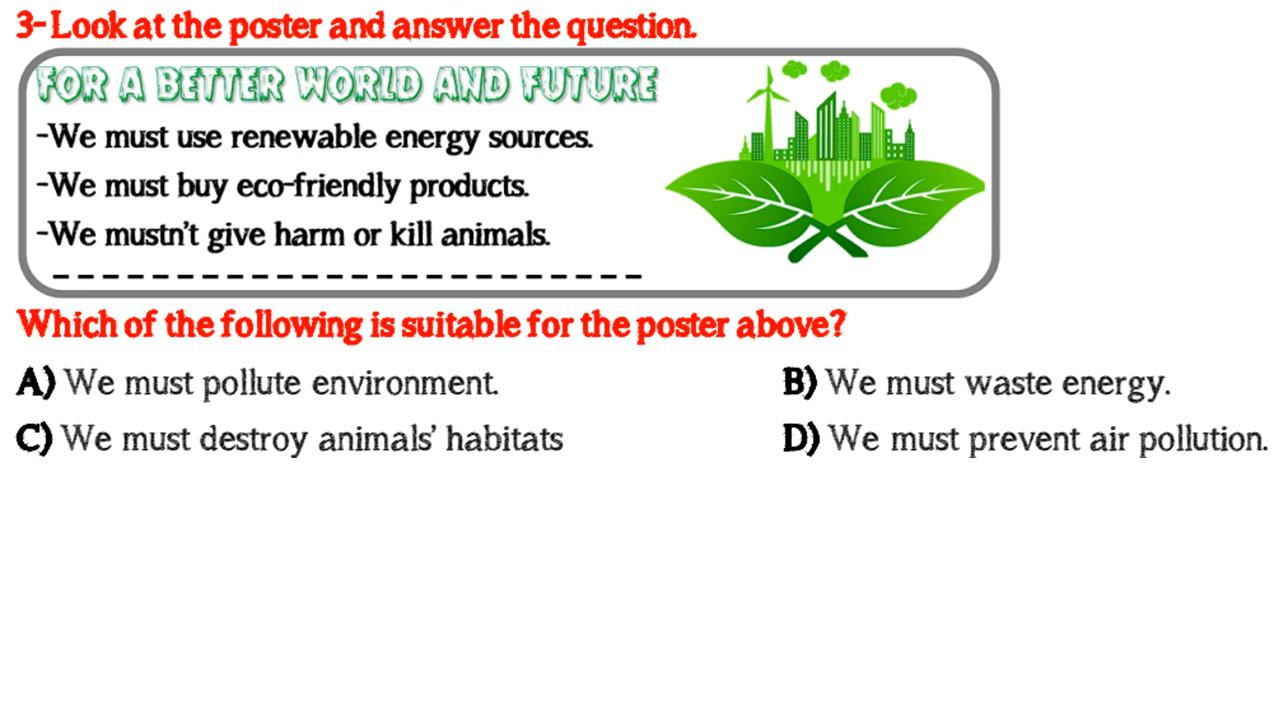 3- Look at the poster and answer the question.
FOR A BETTER WORLD AND FUTURE
-We must use renewable energy sources.
-We must buy eco-friendly products.
-We mustn't give harm or kill animals.
_ _ _ _ _ _ _ _ _ _ _ _ _ _ _ _ _ _ _ _ _ _ _ _
Which of the following is suitable for the poster above?
A) We must pollute environment.
B) We must waste energy.
C) We must destroy animals' habitats
D) We must prevent air pollution.